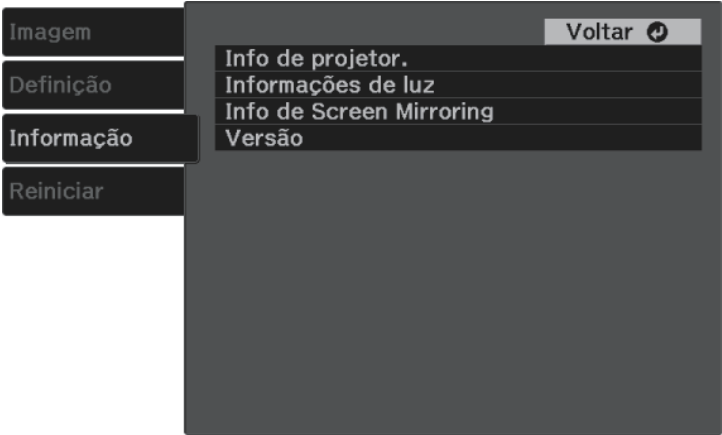 Imagem
Definição
Informação
Reiniciar
Voltar
Info de projetor.
Informações de luz
Info de Screen Mirroring
Versão